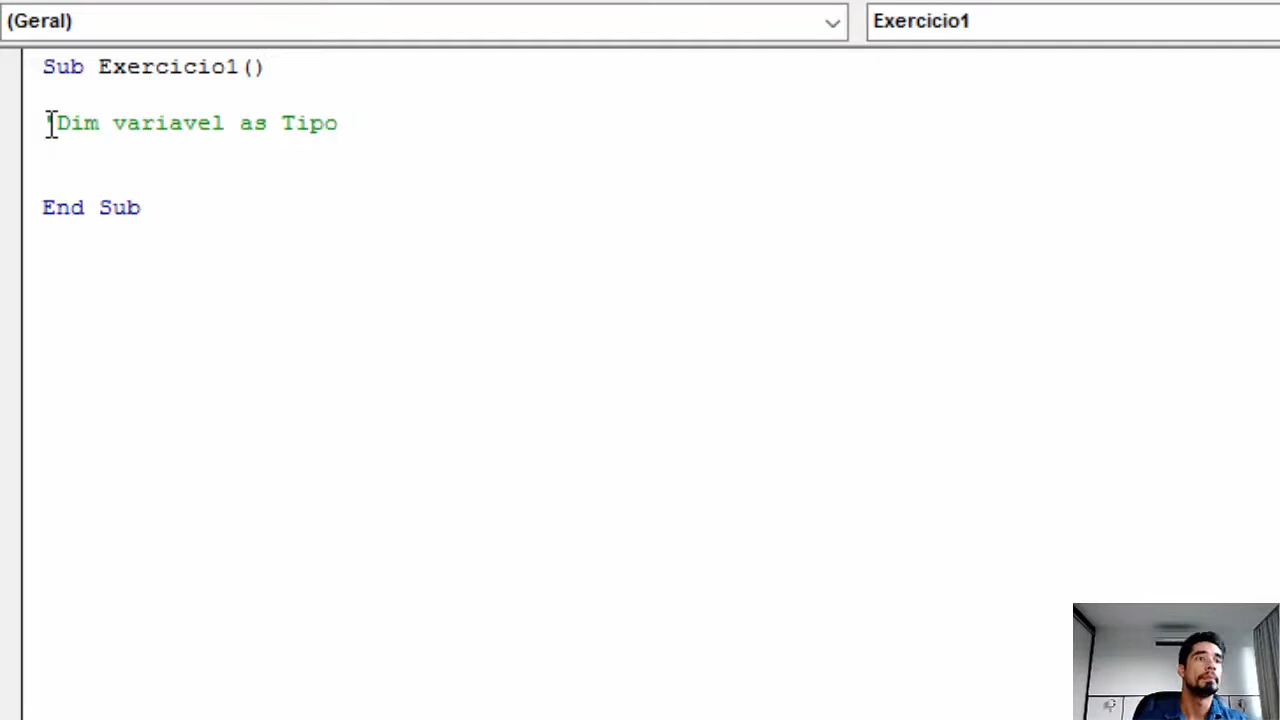 (Geral)
Exercicio1
Sub Exercicio1()
'Dim variavel as Tipo
End Sub